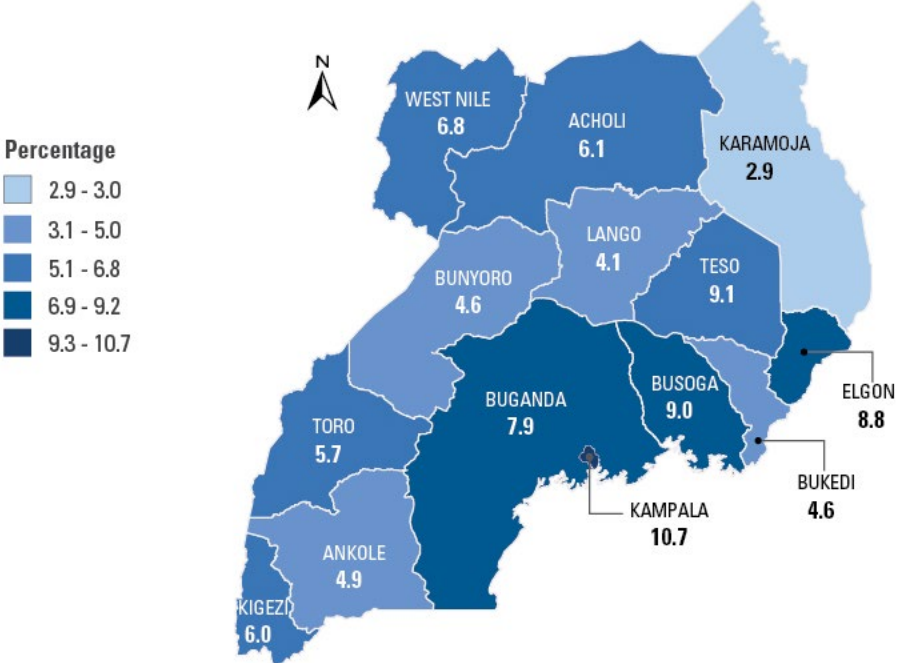 Percentage
2.9 - 3.0
3.1 - 5.0
5.1 - 6.8
6.9 - 9.2
9.3 - 10.7
N
WEST NILE
6.8
ACHOLI
6.1
KARAMOJA
2.9
LANGO
4.1
TESO
9.1
BUNYORO
4.6
BUGANDA
7.9
BUSOGA
9.0
ELGON
8.8
TORO
5.7
BUKEDI
4.6
KAMPALA
10.7
ANKOLE
4.9
KIGEZI
6.0